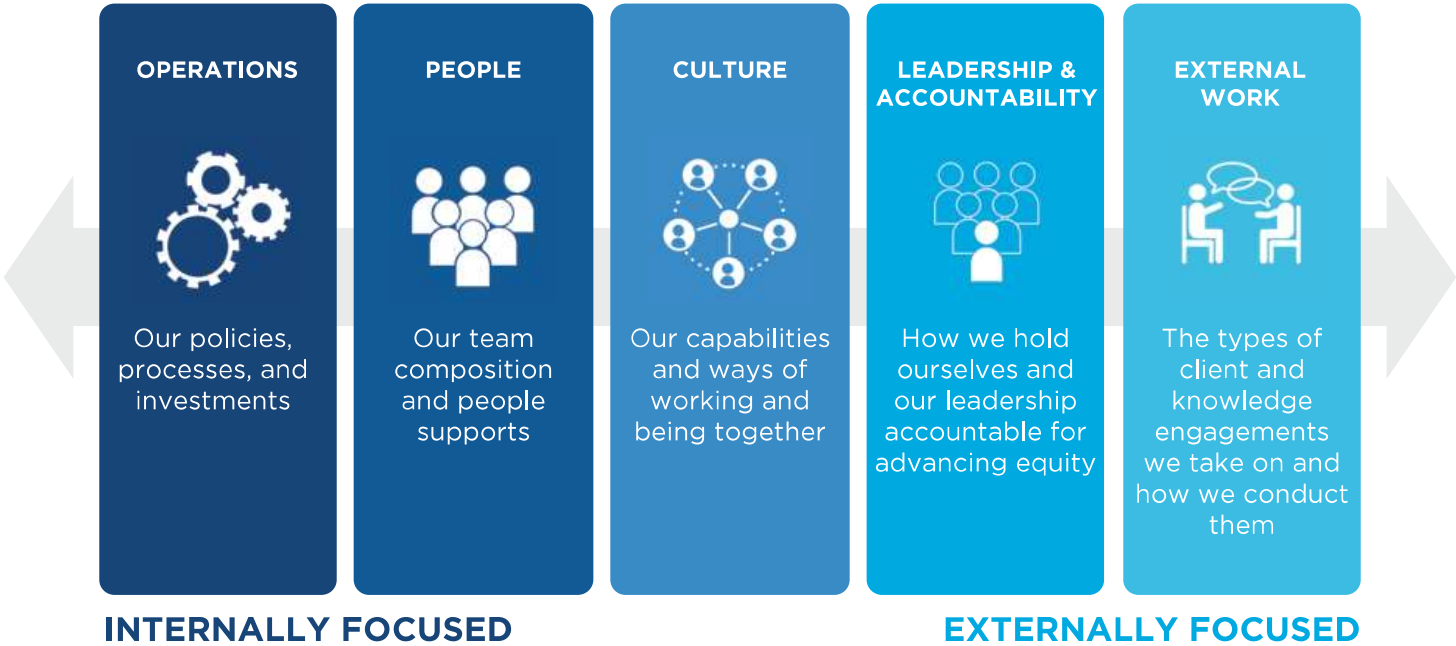 OPERATIONS
Our policies,
processes, and
investments
PEOPLE
Our team
composition
and people
supports
CULTURE
Our capabilities
and ways of
working and
being together
LEADERSHIP &
ACCOUNTABILITY
How we hold
ourselves and
our leadership
accountable for
advancing equity
EXTERNAL
WORK
The types of
client and
knowledge
engagements
we take on and
how we conduct
them
INTERNALLY FOCUSED
EXTERNALLY FOCUSED